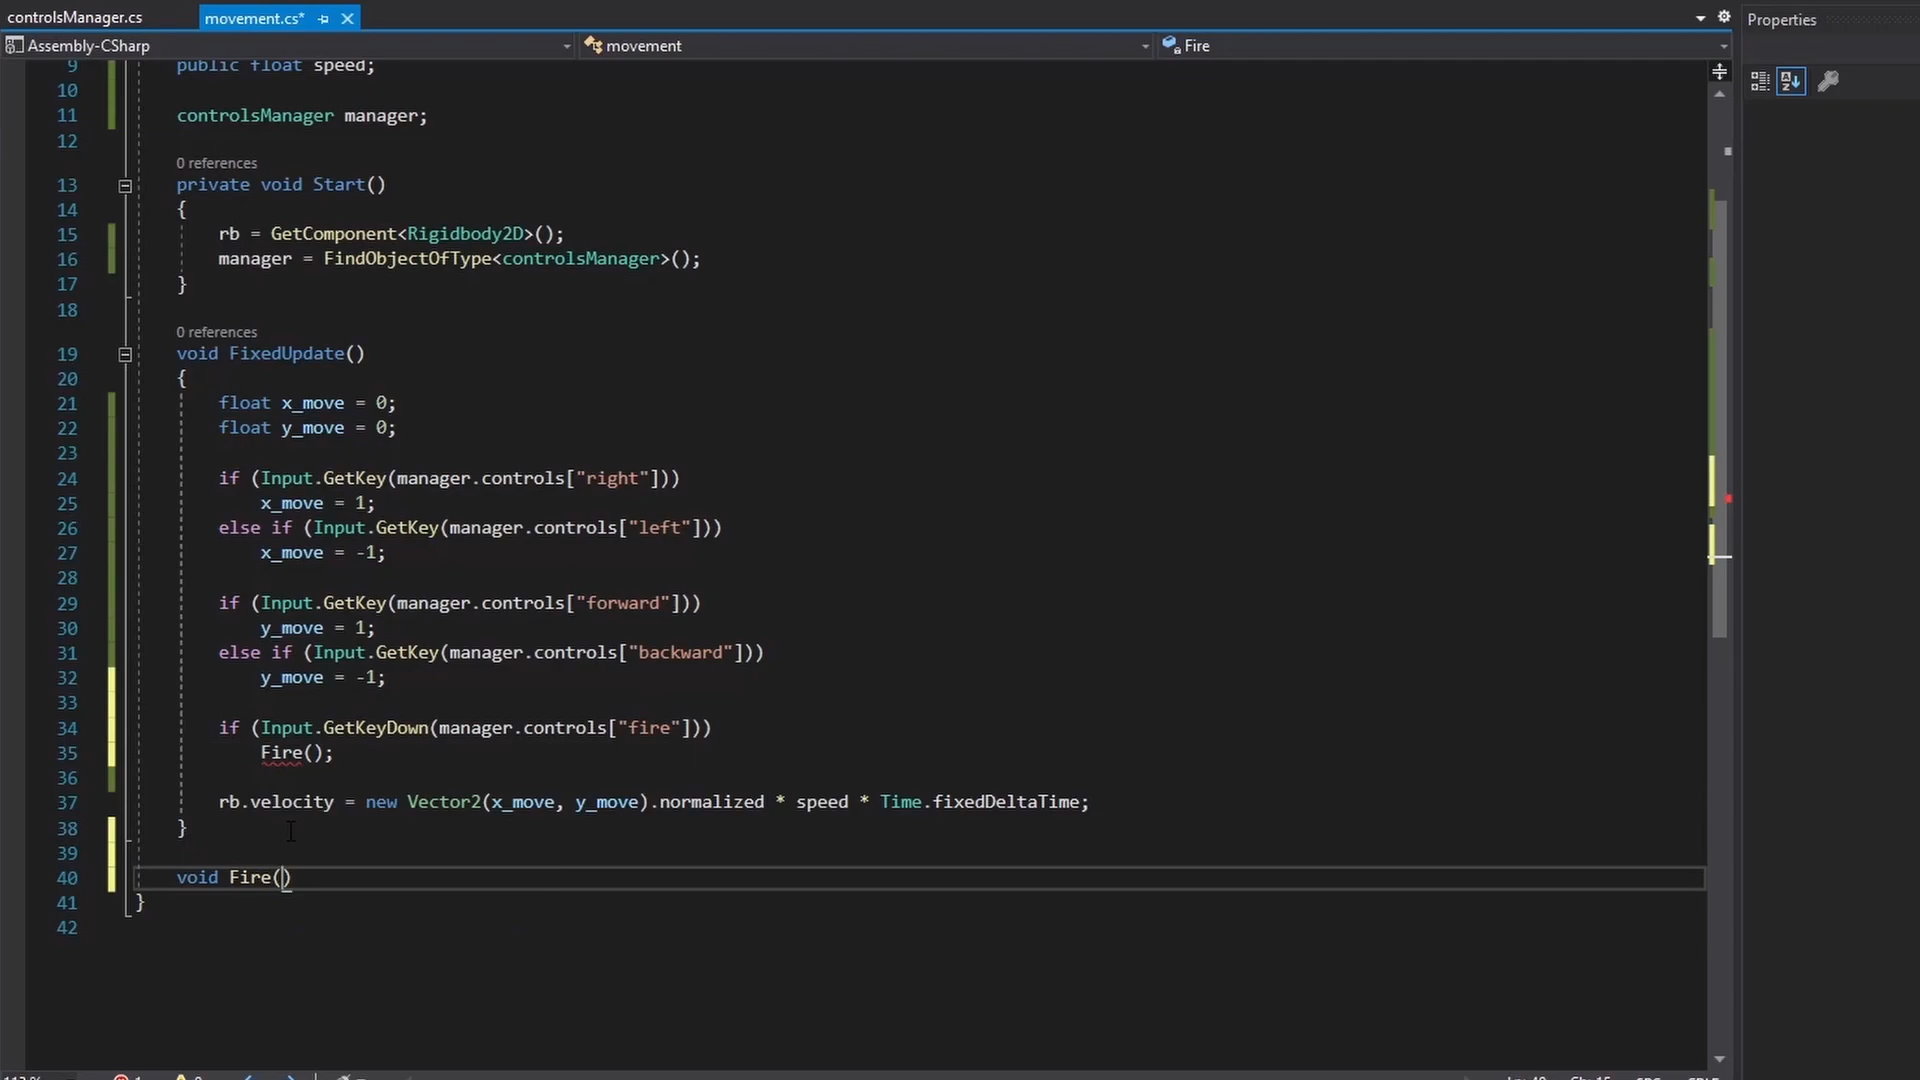 controlsManager.cs movement.cs* Properties
Assembly-CSharp movement Fire
9 public float speed;
10
11 controlsManager manager;
12
0 references
13 private void Start()
14 {
15 rb = GetComponent<Rigidbody2D>();
16 manager = FindObjectOfType<controlsManager>();
17 }
18
0 references
19 void FixedUpdate()
20 {
21 float x_move = 0;
22 float y_move = 0;
23
24 if (Input.GetKey(manager.controls["right"]))
25 x_move = 1;
26 else if (Input.GetKey(manager.controls["left"]))
27 x_move = -1;
28
29 if (Input.GetKey(manager.controls["forward"]))
30 y_move = 1;
31 else if (Input.GetKey(manager.controls["backward"]))
32 y_move = -1;
33
34 if (Input.GetKeyDown(manager.controls["fire"]))
35 Fire();
36
37 rb.velocity = new Vector2(x_move, y_move).normalized * speed * Time.fixedDeltaTime;
38 }
39
40 void Fire()
41 }
42